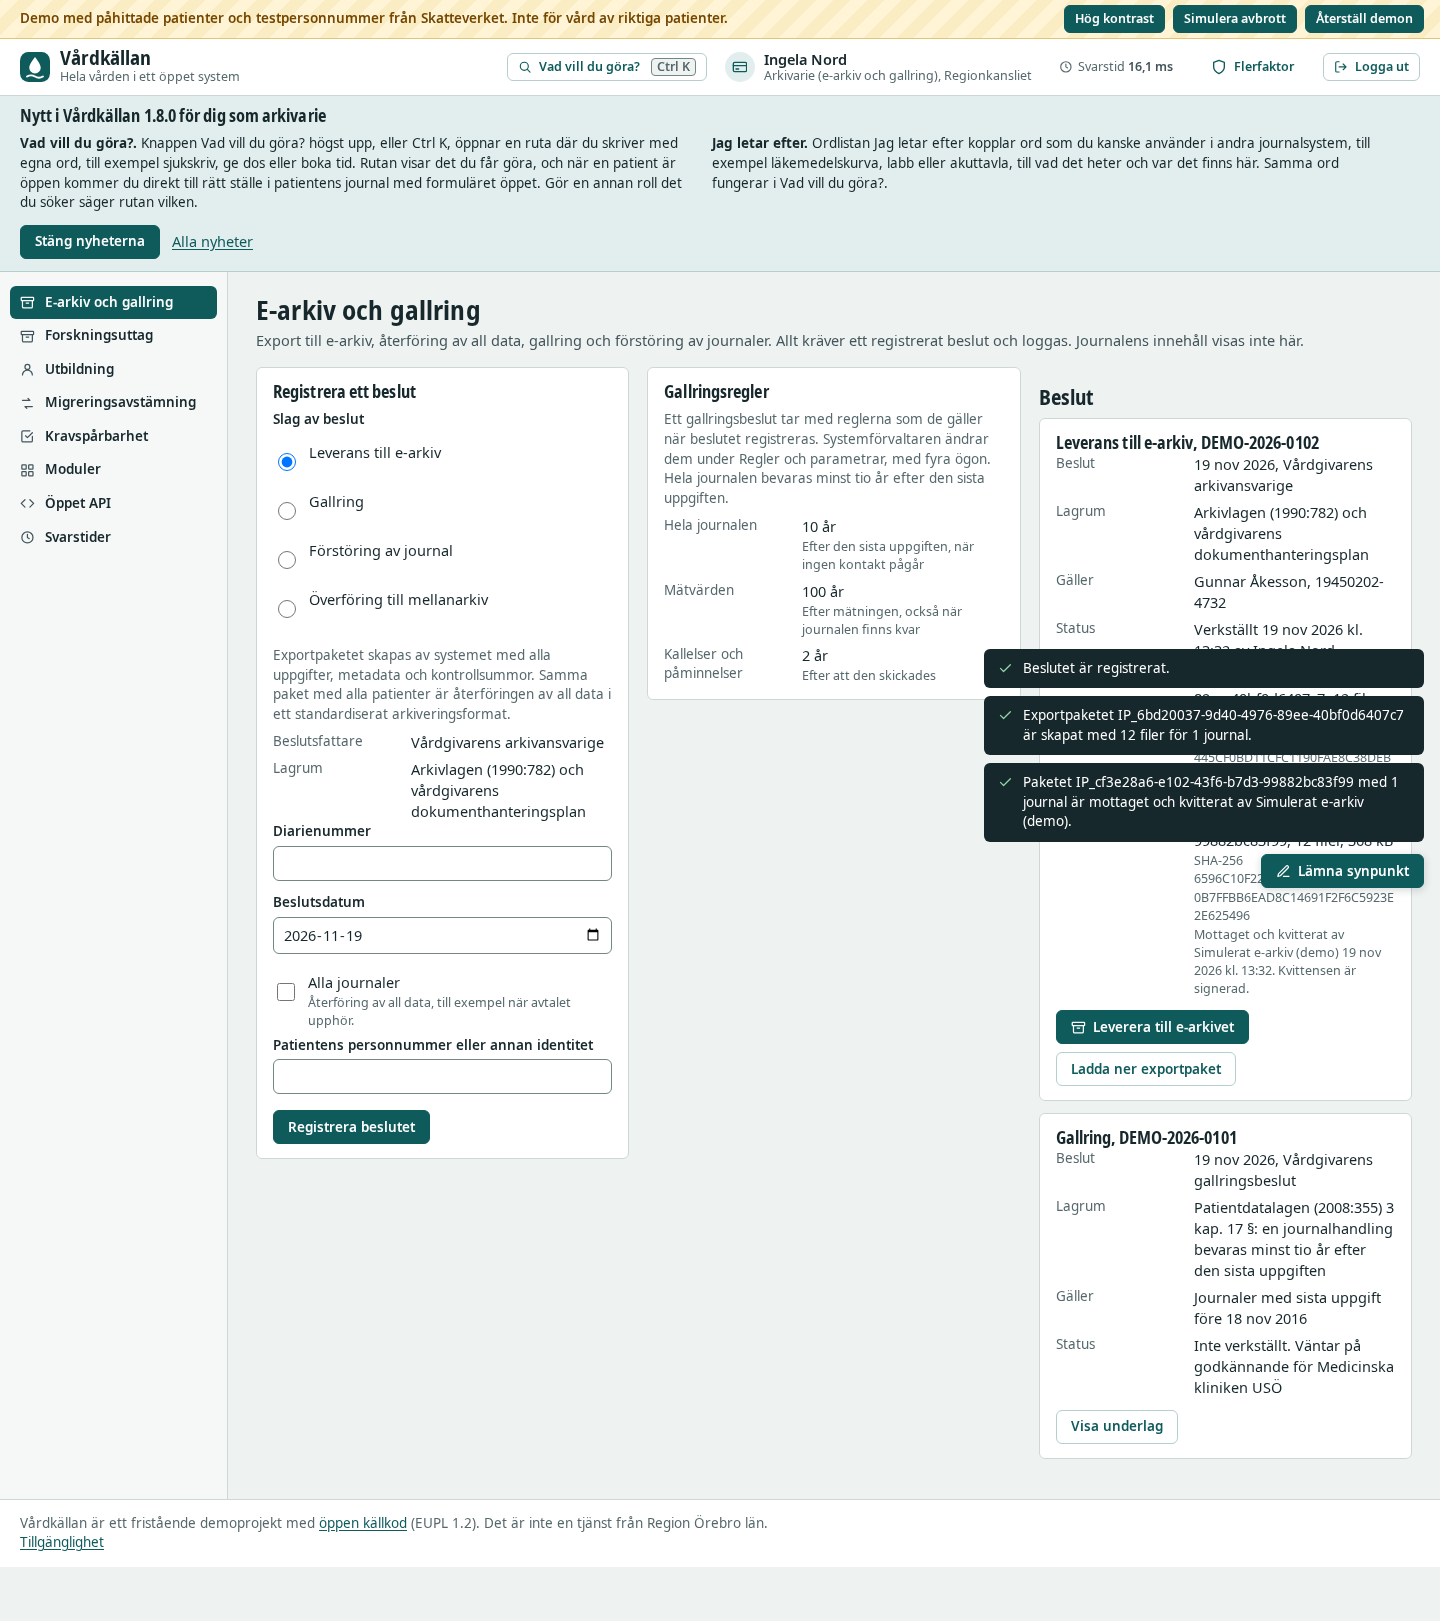 Demo med påhittade patienter och testpersonnummer från Skatteverket. Inte för vård av riktiga patienter.
Hög kontrast
Simulera avbrott
Återställ demon
Vårdkällan
Hela vården i ett öppet system
Vad vill du göra? Ctrl K
Ingela Nord
Arkivarie (e-arkiv och gallring), Regionkansliet
Svarstid 16,1 ms
Flerfaktor
Logga ut
Nytt i Vårdkällan 1.8.0 för dig som arkivarie
Vad vill du göra?. Knappen Vad vill du göra? högst upp, eller Ctrl K, öppnar en ruta där du skriver med
egna ord, till exempel sjukskriv, ge dos eller boka tid. Rutan visar det du får göra, och när en patient är
öppen kommer du direkt till rätt ställe i patientens journal med formuläret öppet. Gör en annan roll det
du söker säger rutan vilken.
Jag letar efter. Ordlistan Jag letar efter kopplar ord som du kanske använder i andra journalsystem, till
exempel läkemedelskurva, labb eller akuttavla, till vad det heter och var det finns här. Samma ord
fungerar i Vad vill du göra?.
Stäng nyheterna
Alla nyheter
E-arkiv och gallring
Forskningsuttag
Utbildning
Migreringsavstämning
Kravspårbarhet
Moduler
Öppet API
Svarstider
E-arkiv och gallring
Export till e-arkiv, återföring av all data, gallring och förstöring av journaler. Allt kräver ett registrerat beslut och loggas. Journalens innehåll visas inte här.
Registrera ett beslut
Slag av beslut
Leverans till e-arkiv
Gallring
Förstöring av journal
Överföring till mellanarkiv
Exportpaketet skapas av systemet med alla
uppgifter, metadata och kontrollsummor. Samma
paket med alla patienter är återföringen av all data i
ett standardiserat arkiveringsformat.
Beslutsfattare
Vårdgivarens arkivansvarige
Lagrum
Arkivlagen (1990:782) och
vårdgivarens
dokumenthanteringsplan
Diarienummer
Beslutsdatum
2026-11-19
Alla journaler
Återföring av all data, till exempel när avtalet
upphör.
Patientens personnummer eller annan identitet
Registrera beslutet
Gallringsregler
Ett gallringsbeslut tar med reglerna som de gäller
när beslutet registreras. Systemförvaltaren ändrar
dem under Regler och parametrar, med fyra ögon.
Hela journalen bevaras minst tio år efter den sista
uppgiften.
Hela journalen
10 år
Efter den sista uppgiften, när
ingen kontakt pågår
Mätvärden
100 år
Efter mätningen, också när
journalen finns kvar
Kallelser och
påminnelser
2 år
Efter att den skickades
Beslut
Leverans till e-arkiv, DEMO-2026-0102
Beslut
19 nov 2026, Vårdgivarens
arkivansvarige
Lagrum
Arkivlagen (1990:782) och
vårdgivarens
dokumenthanteringsplan
Gäller
Gunnar Åkesson, 19450202-
4732
Status
Verkställt 19 nov 2026 kl.
Beslutet är registrerat.
Exportpaketet IP_6bd20037-9d40-4976-89ee-40bf0d6407c7
är skapat med 12 filer för 1 journal.
Paketet IP_cf3e28a6-e102-43f6-b7d3-99882bc83f99 med 1
journal är mottaget och kvitterat av Simulerat e-arkiv
(demo).
Lämna synpunkt
SHA-256
6596C10F22
0B7FFBB6EAD8C14691F2F6C5923E
2E625496
Mottaget och kvitterat av
Simulerat e-arkiv (demo) 19 nov
2026 kl. 13:32. Kvittensen är
signerad.
Leverera till e-arkivet
Ladda ner exportpaket
Gallring, DEMO-2026-0101
Beslut
19 nov 2026, Vårdgivarens
gallringsbeslut
Lagrum
Patientdatalagen (2008:355) 3
kap. 17 §: en journalhandling
bevaras minst tio år efter
den sista uppgiften
Gäller
Journaler med sista uppgift
före 18 nov 2016
Status
Inte verkställt. Väntar på
godkännande för Medicinska
kliniken USÖ
Visa underlag
Vårdkällan är ett fristående demoprojekt med öppen källkod (EUPL 1.2). Det är inte en tjänst från Region Örebro län.
Tillgänglighet